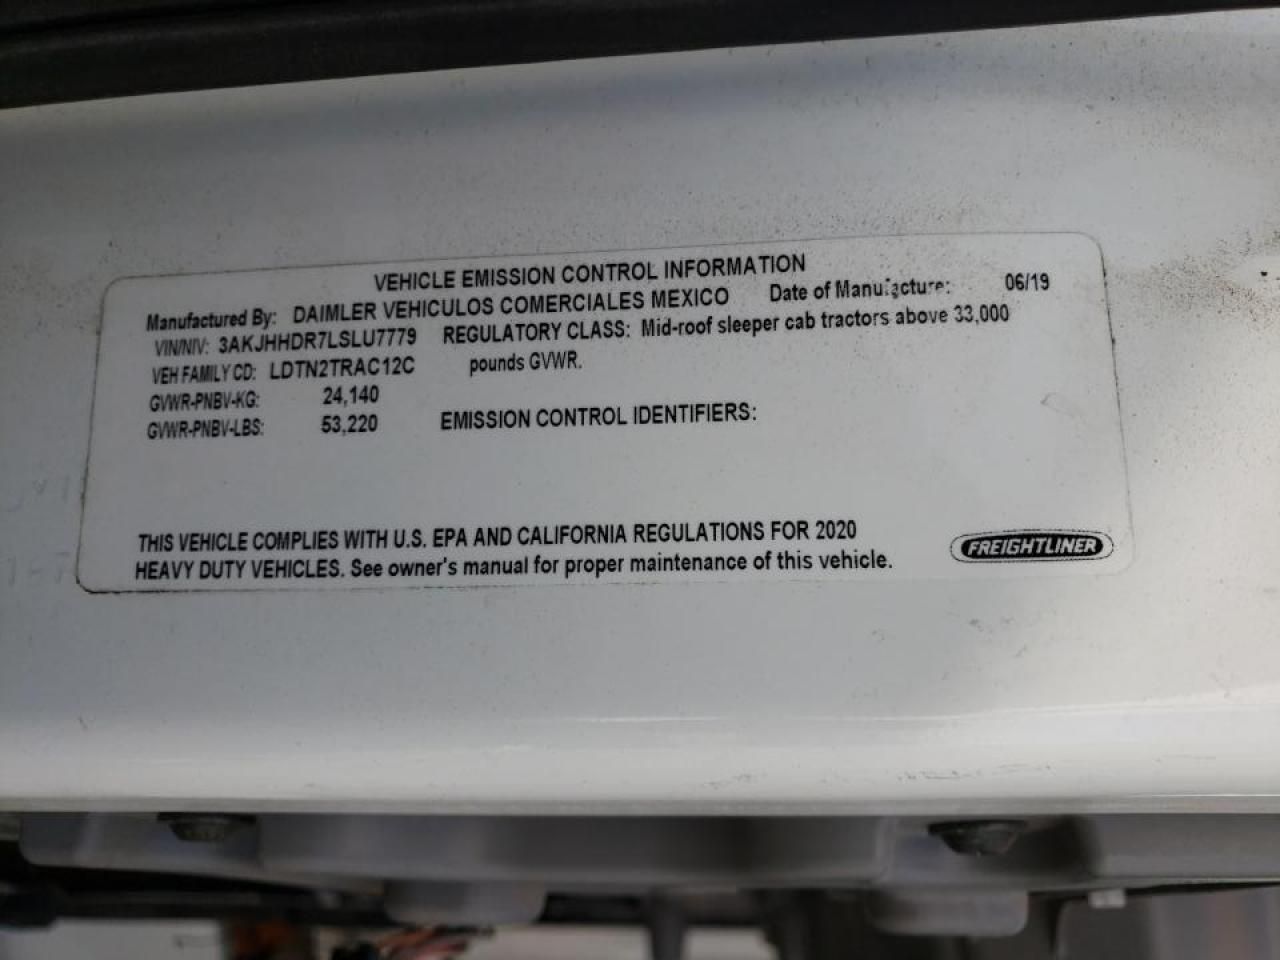 VEHICLE EMISSION CONTROL INFORMATION
Manufactured By: DAIMLER VEHICULOS COMERCIALES MEXICO Date of Manufacture: 06/19
VIN/NIV: 3AKJHHDR7LSLU7779 REGULATORY CLASS: Mid-roof sleeper cab tractors above 33,000
VEH FAMILY CD: LDTN2TRAC12C pounds GVWR.
GVWR-PNBV-KG: 24,140
GVWR-PNBV-LBS: 53,220 EMISSION CONTROL IDENTIFIERS:
THIS VEHICLE COMPLIES WITH U.S. EPA AND CALIFORNIA REGULATIONS FOR 2020
HEAVY DUTY VEHICLES. See owner's manual for proper maintenance of this vehicle.
FREIGHTLINER